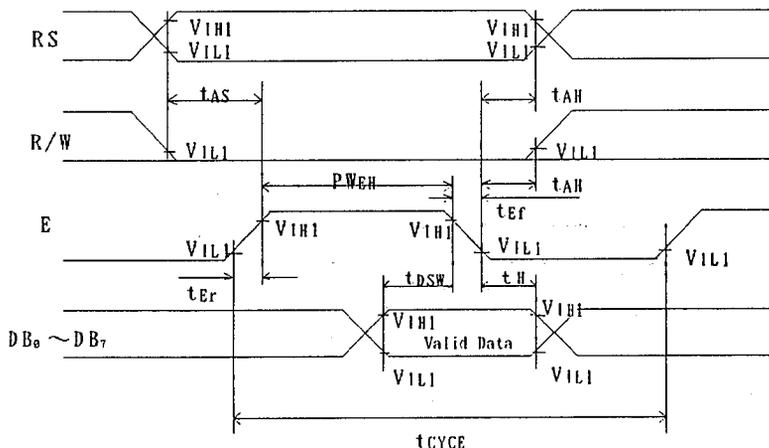 RS VIH1 VIH1
VIL1 VIL1
tAS tAH
R/W VIL1 VIL1
PWEH tAH
tEf
E VIH1 VIH1
VIL1 VIL1 VIL1
tEr tDSW tH
VIH1 VIH1
DB0 ~DB7 Valid Data
VIL1 VIL1
tCYCE